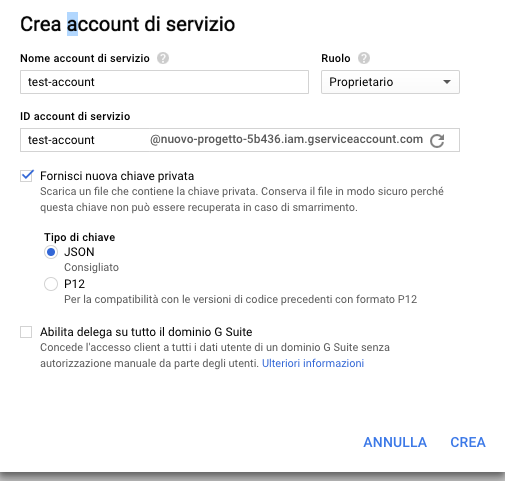 Crea account di servizio
Nome account di servizio ? Ruolo ?
test-account Proprietario
ID account di servizio
test-account @nuovo-progetto-5b436.iam.gserviceaccount.com
Fornisci nuova chiave privata
Scarica un file che contiene la chiave privata. Conserva il file in modo sicuro perché
questa chiave non può essere recuperata in caso di smarrimento.
Tipo di chiave
JSON
Consigliato
P12
Per la compatibilità con le versioni di codice precedenti con formato P12
Abilita delega su tutto il dominio G Suite
Concede l'accesso client a tutti i dati utente di un dominio G Suite senza
autorizzazione manuale da parte degli utenti. Ulteriori informazioni
ANNULLA CREA